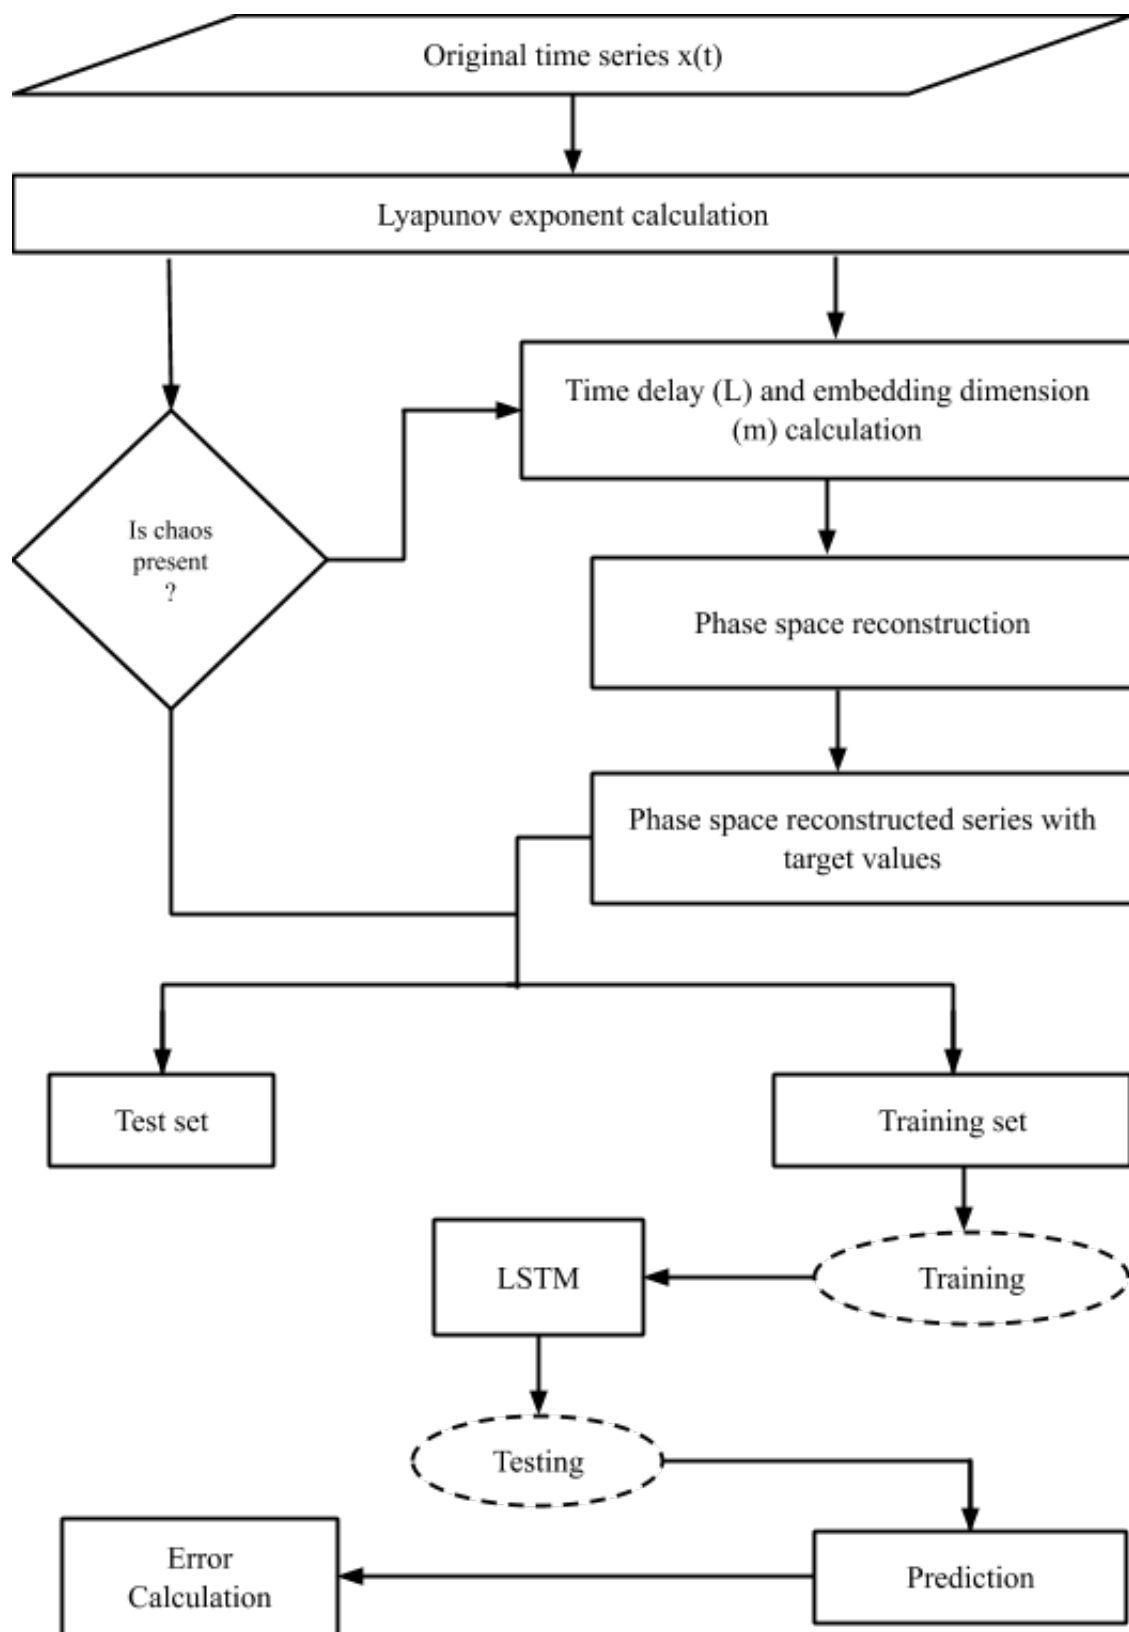 Original time series x(t)
Lyapunov exponent calculation
Time delay (L) and embedding dimension
(m) calculation
Is chaos
present
?
Phase space reconstruction
Phase space reconstructed series with
target values
Test set
Training set
LSTM
Training
Testing
Error
Calculation
Prediction